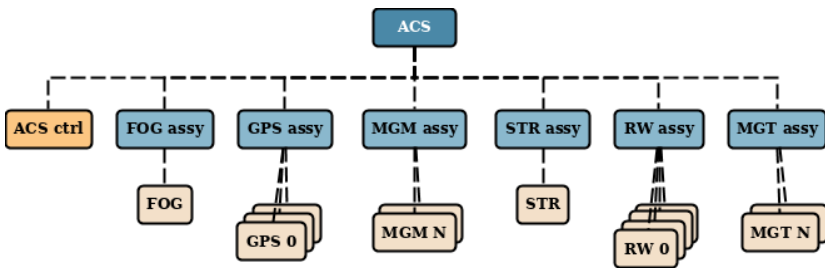 ACS
ACS ctrl
FOG assy
GPS assy
MGM assy
STR assy
RW assy
MGT assy
FOG
GPS 0
MGM N
STR
RW 0
MGT N